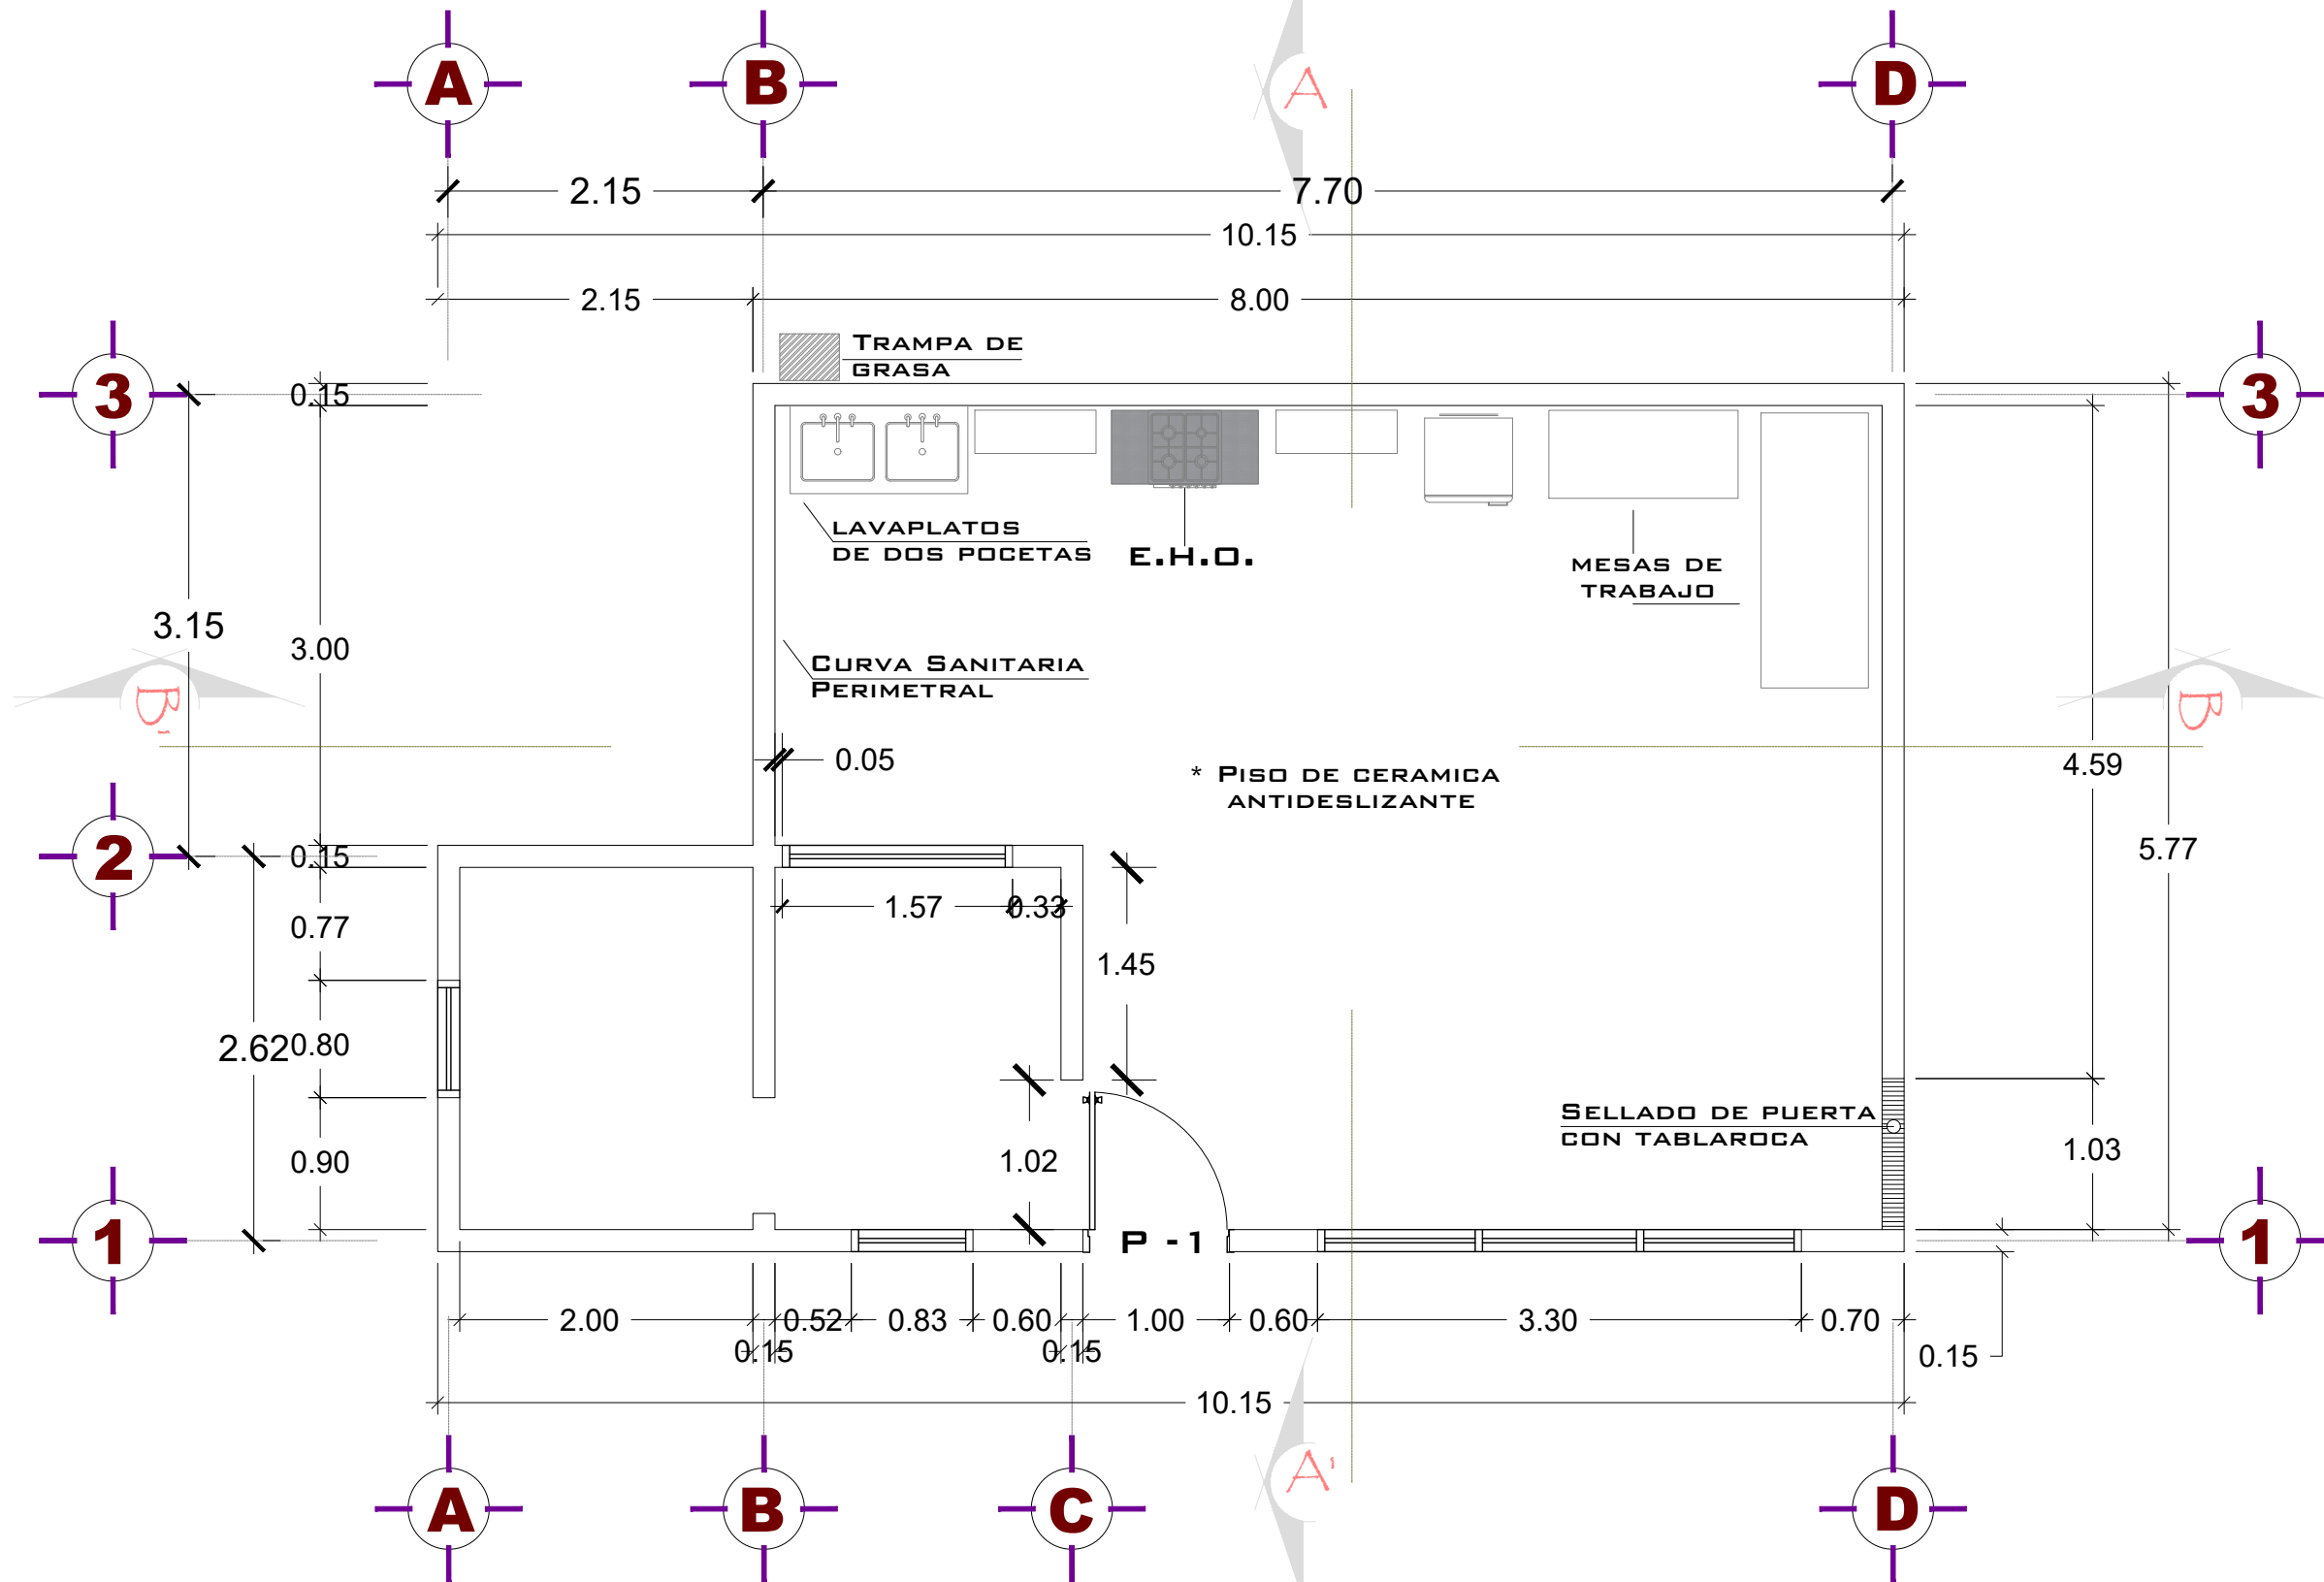 A
B
D
A
2.15
7.70
10.15
2.15
8.00
TRAMPA DE
GRASA
3
0.15
3
LAVAPLATOS
DE DOS POCETAS
E.H.O.
MESAS DE
TRABAJO
3.15
3.00
CURVA SANITARIA
PERIMETRAL
B'
B
0.05
* PISO DE CERAMICA
ANTIDESLIZANTE
4.59
5.77
2
0.15
0.77
1.57
0.33
1.45
2.62
0.80
SELLADO DE PUERTA
CON TABLAROCA
0.90
1.02
1.03
1
P -1
1
2.00
0.52
0.83
0.60
1.00
0.60
3.30
0.70
0.15
0.15
0.15
10.15
A'
A
B
C
D